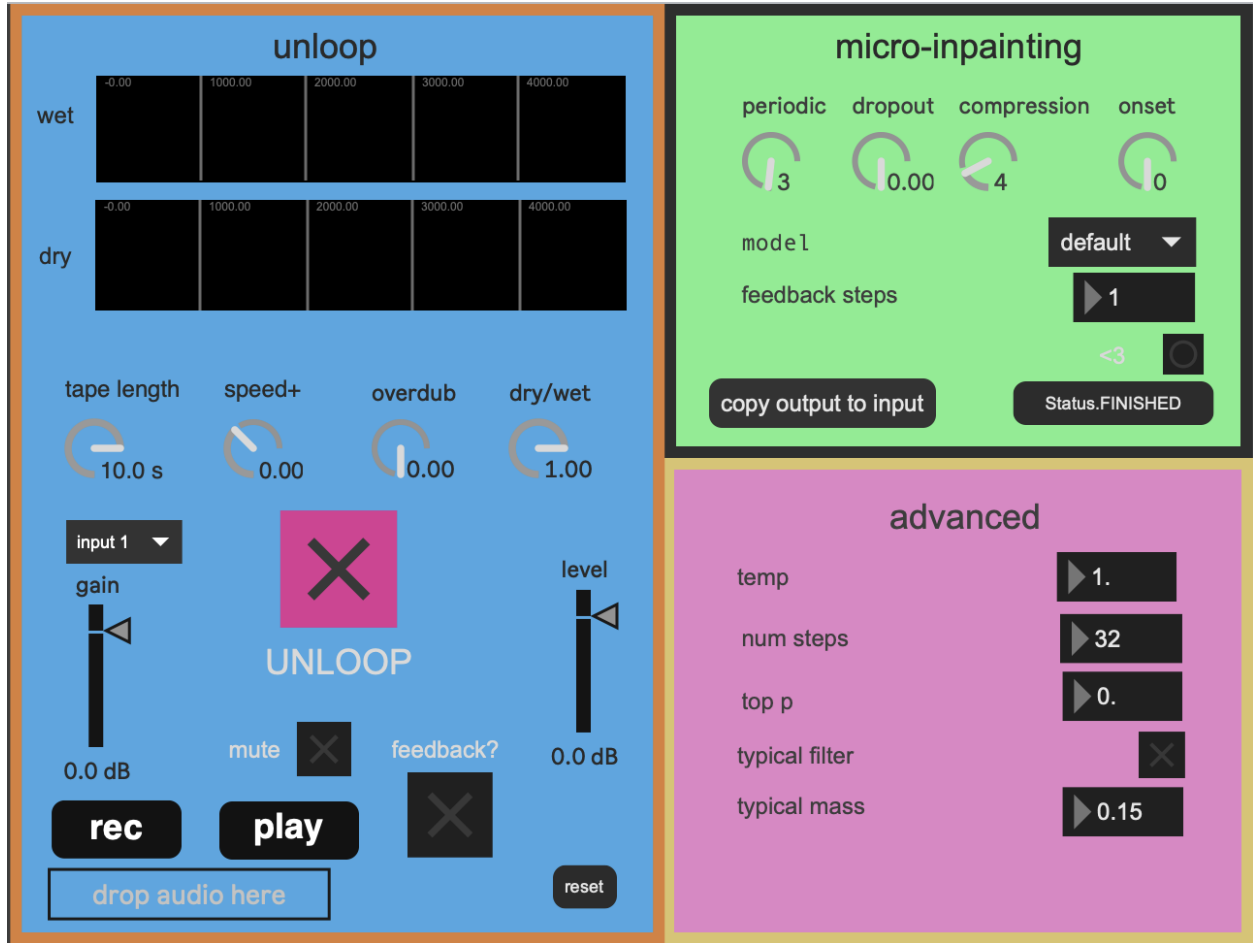 unloop
wet
-0.00 1000.00 2000.00 3000.00 4000.00
dry
-0.00 1000.00 2000.00 3000.00 4000.00
tape length speed+ overdub dry/wet
10.0 s 0.00 0.00 1.00
input 1
gain
level
UNLOOP
mute
feedback?
0.0 dB
0.0 dB
rec
play
drop audio here
reset
micro-inpainting
periodic dropout compression onset
3 0.00 4 0
model default
feedback steps 1
<3
copy output to input
Status.FINISHED
advanced
temp 1.
num steps 32
top p 0.
typical filter
typical mass 0.15